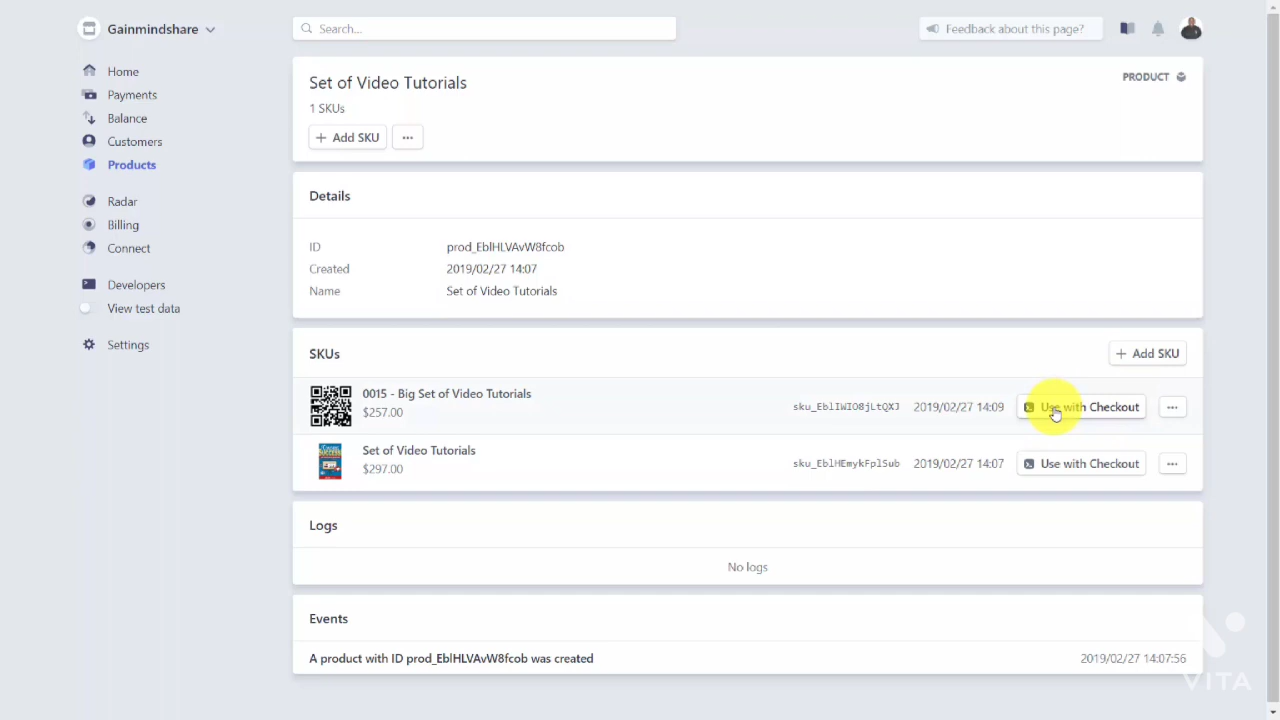 Gainmindshare
Search...
Feedback about this page?
Home
Payments
Balance
Customers
Products
Radar
Billing
Connect
Developers
View test data
Settings
Set of Video Tutorials
PRODUCT
1 SKUs
+ Add SKU
...
Details
ID prod_EblHLVAvW8fcob
Created 2019/02/27 14:07
Name Set of Video Tutorials
SKUs
+ Add SKU
0015 - Big Set of Video Tutorials
$257.00
sku_EblIWIO8jLtQXJ 2019/02/27 14:09 Use with Checkout ...
Set of Video Tutorials
$297.00
sku_EblHEmykFplSub 2019/02/27 14:07 Use with Checkout ...
Logs
No logs
Events
A product with ID prod_EblHLVAvW8fcob was created 2019/02/27 14:07:56
VITA